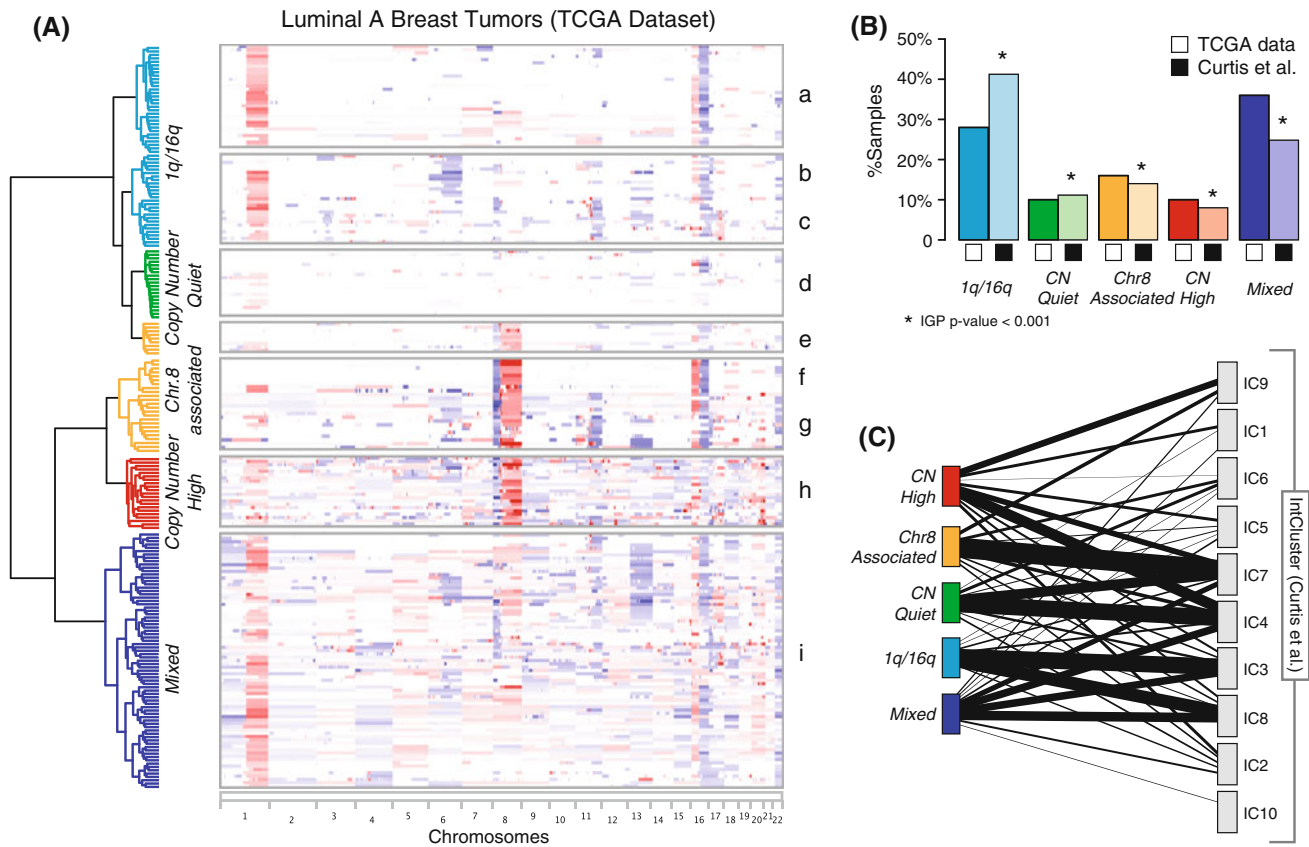 (A)
Luminal A Breast Tumors (TCGA Dataset)
1q/16q
Copy Number
Quiet
Chr.8
associated
Copy Number
High
Mixed
a
b
c
d
e
f
g
h
i
1 2 3 4 5 6 7 8 9 10 11 12 13 14 15 16 17 18 19 20 21 22
Chromosomes
(B)
%Samples
50%
40%
30%
20%
10%
0
TCGA data
Curtis et al.
*
*
*
*
*
1q/16q
CN
Quiet
Chr8
Associated
CN
High
Mixed
* IGP p-value < 0.001
(C)
CN
High
Chr8
Associated
CN
Quiet
1q/16q
Mixed
IC9
IC1
IC6
IC5
IC7
IC4
IC3
IC8
IC2
IC10
IntCluster (Curtis et al.)